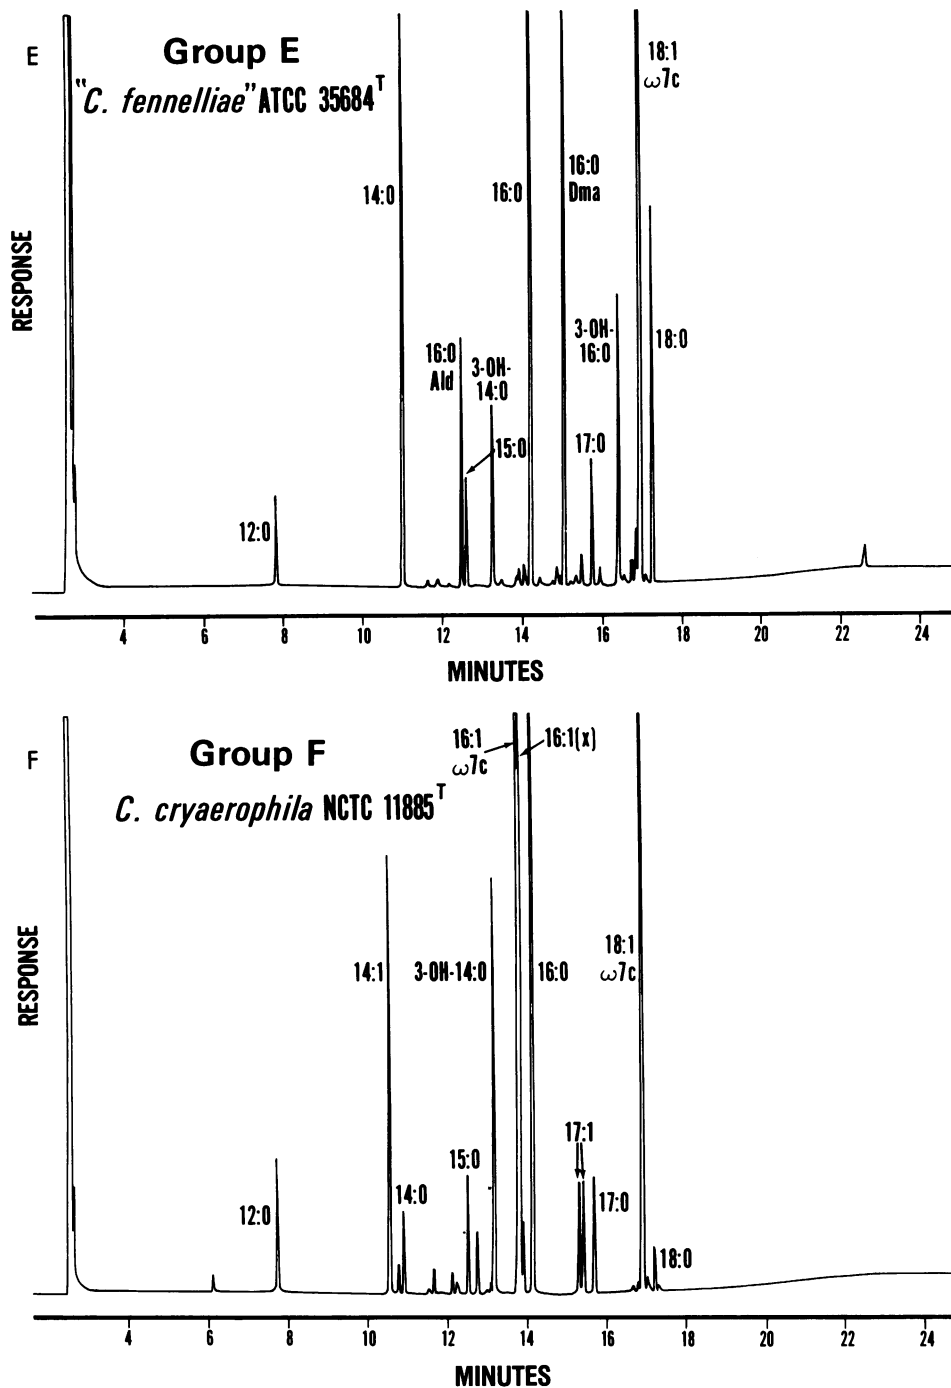 E
Group E
"C. fennelliae" ATCC 35684T
18:1
ω7c
14:0
16:0
16:0
Dma
RESPONSE
16:0
Ald
3-OH-
14:0
3-OH-
16:0
18:0
15:0
17:0
12:0
4 6 8 10 12 14 16 18 20 22 24
MINUTES
F
Group F
C. cryaerophila NCTC 11885T
16:1
ω7c
16:1(x)
RESPONSE
14:1
3-OH-14:0
16:0
18:1
ω7c
17:1
15:0
14:0
17:0
12:0
18:0
4 6 8 10 12 14 16 18 20 22 24
MINUTES